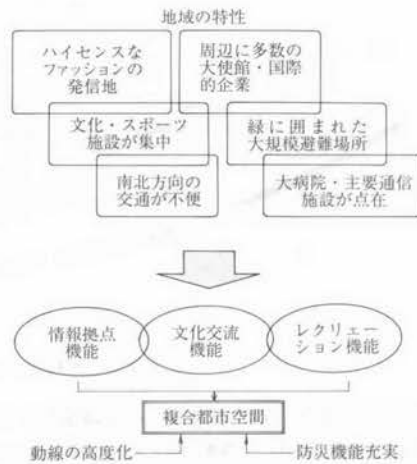 地域の特性
ハイセンスな
ファッションの
発信地
周辺に多数の
大使館・国際
的企業
文化・スポーツ
施設が集中
緑に囲まれた
大規模避難場所
南北方向の
交通が不便
大病院・主要通信
施設が点在
情報拠点
機能
文化交流
機能
レクリエー
ション機能
複合都市空間
動線の高度化
防災機能充実